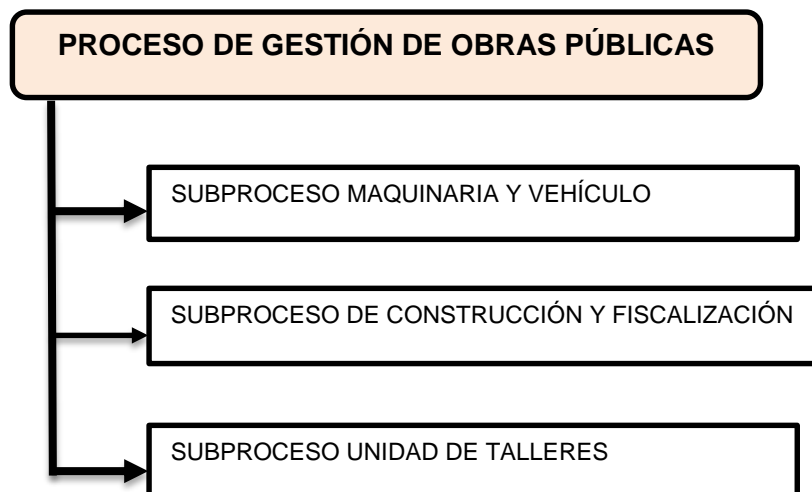 PROCESO DE GESTIÓN DE OBRAS PÚBLICAS
SUBPROCESO MAQUINARIA Y VEHÍCULO
SUBPROCESO DE CONSTRUCCIÓN Y FISCALIZACIÓN
SUBPROCESO UNIDAD DE TALLERES